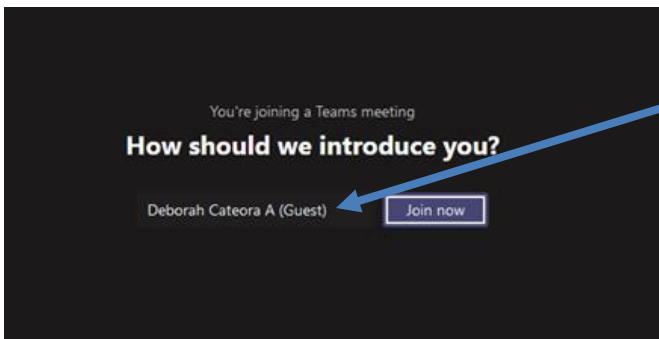 You're joining a Teams meeting
How should we introduce you?
Deborah Cateora A (Guest)
Join now